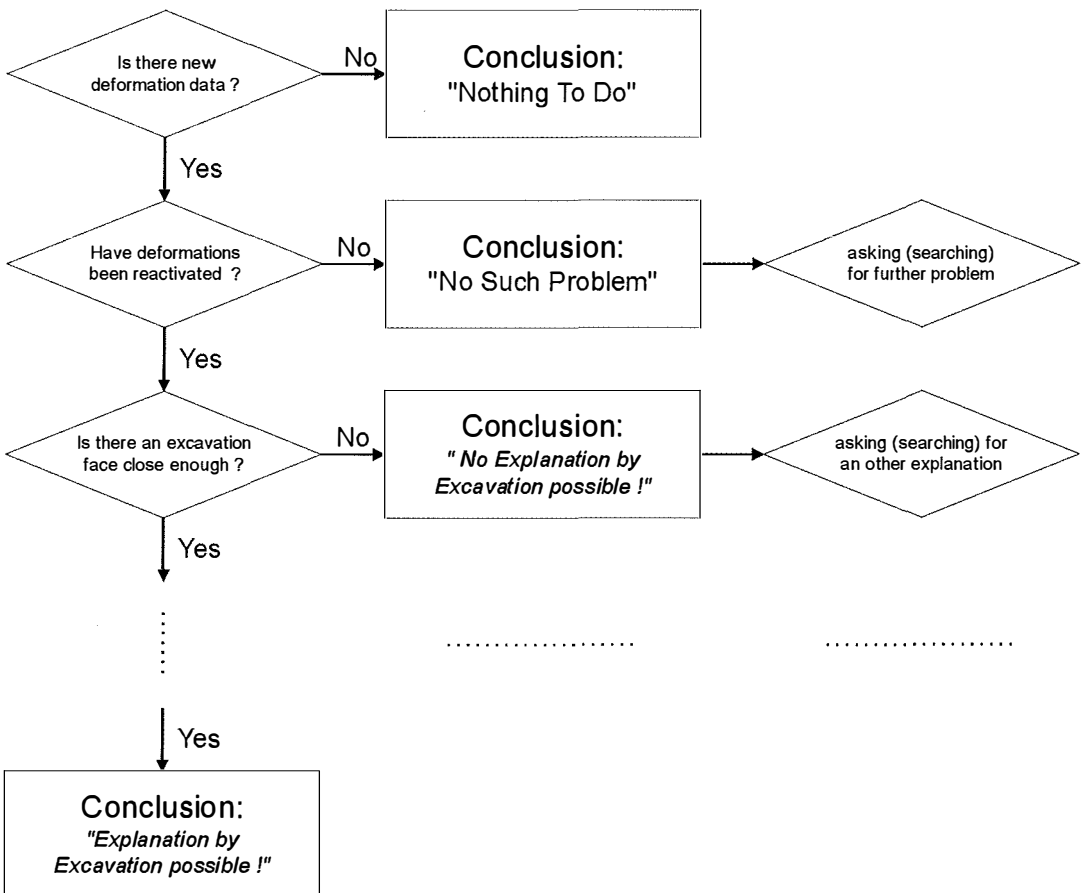 Is there new
deformation data ?
No
Conclusion:
"Nothing To Do"
Yes
Have deformations
been reactivated ?
No
Conclusion:
"No Such Problem"
asking (searching)
for further problem
Yes
Is there an excavation
face close enough ?
No
Conclusion:
" No Explanation by
Excavation possible !"
asking (searching) for
an other explanation
Yes
Yes
Conclusion:
"Explanation by
Excavation possible !"